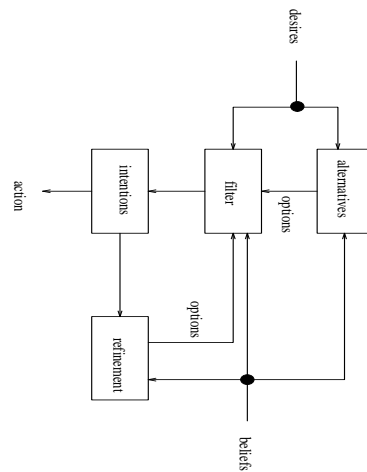 desires
alternatives
options
filter
intentions
action
options
refinement
beliefs